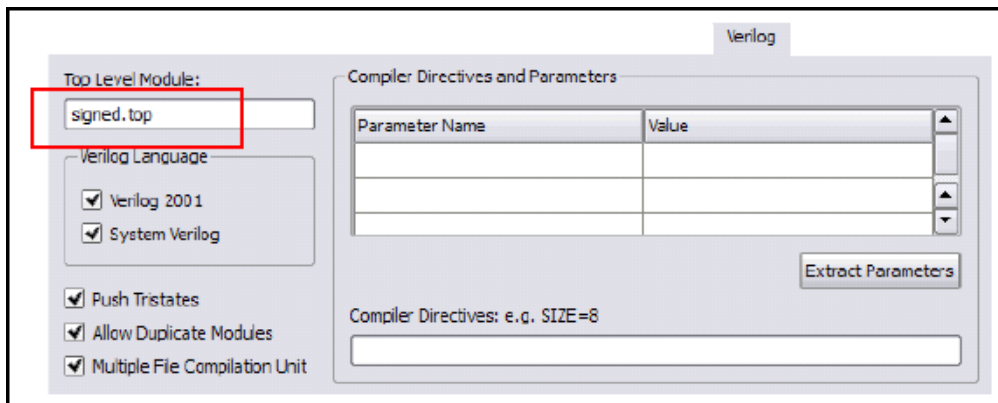 Verilog
Top Level Module:
signed.top
Verilog Language
Verilog 2001
System Verilog
Push Tristates
Allow Duplicate Modules
Multiple File Compilation Unit
Compiler Directives and Parameters
Parameter Name Value
Extract Parameters
Compiler Directives: e.g. SIZE=8